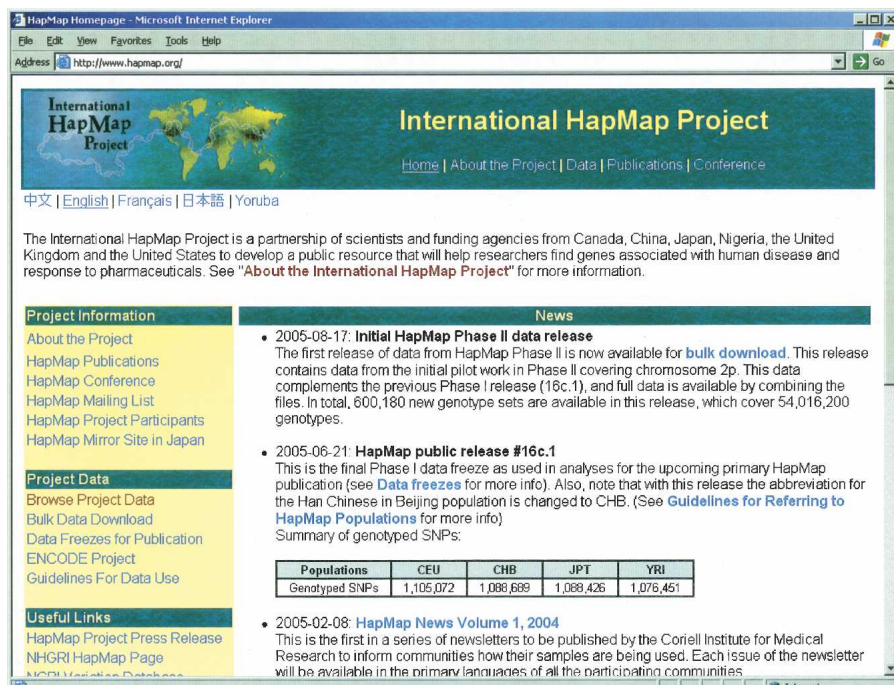 HapMap Homepage - Microsoft Internet Explorer
File Edit View Favorites Tools Help
Address http://www.hapmap.org/ Go
International
HapMap
Project
International HapMap Project
Home | About the Project | Data | Publications | Conference
中文 | English | Français | 日本語 | Yoruba
The International HapMap Project is a partnership of scientists and funding agencies from Canada, China, Japan, Nigeria, the United
Kingdom and the United States to develop a public resource that will help researchers find genes associated with human disease and
response to pharmaceuticals. See "About the International HapMap Project" for more information.
Project Information
About the Project
HapMap Publications
HapMap Conference
HapMap Mailing List
HapMap Project Participants
HapMap Mirror Site in Japan
Project Data
Browse Project Data
Bulk Data Download
Data Freezes for Publication
ENCODE Project
Guidelines For Data Use
Useful Links
HapMap Project Press Release
NHGRI HapMap Page
News
• 2005-08-17: Initial HapMap Phase II data release
The first release of data from HapMap Phase II is now available for bulk download. This release
contains data from the initial pilot work in Phase II covering chromosome 2p. This data
complements the previous Phase I release (16c.1), and full data is available by combining the
files. In total, 600,180 new genotype sets are available in this release, which cover 54,016,200
genotypes.
• 2005-06-21: HapMap public release #16c.1
This is the final Phase I data freeze as used in analyses for the upcoming primary HapMap
publication (see Data freezes for more info). Also, note that with this release the abbreviation for
the Han Chinese in Beijing population is changed to CHB. (See Guidelines for Referring to
HapMap Populations for more info)
Summary of genotyped SNPs:
Populations CEU CHB JPT YRI
Genotyped SNPs 1,105,072 1,088,689 1,088,426 1,076,451
• 2005-02-08: HapMap News Volume 1, 2004
This is the first in a series of newsletters to be published by the Coriell Institute for Medical
Research to inform communities how their samples are being used. Each issue of the newsletter
will be available in the primary languages of all the participating communities